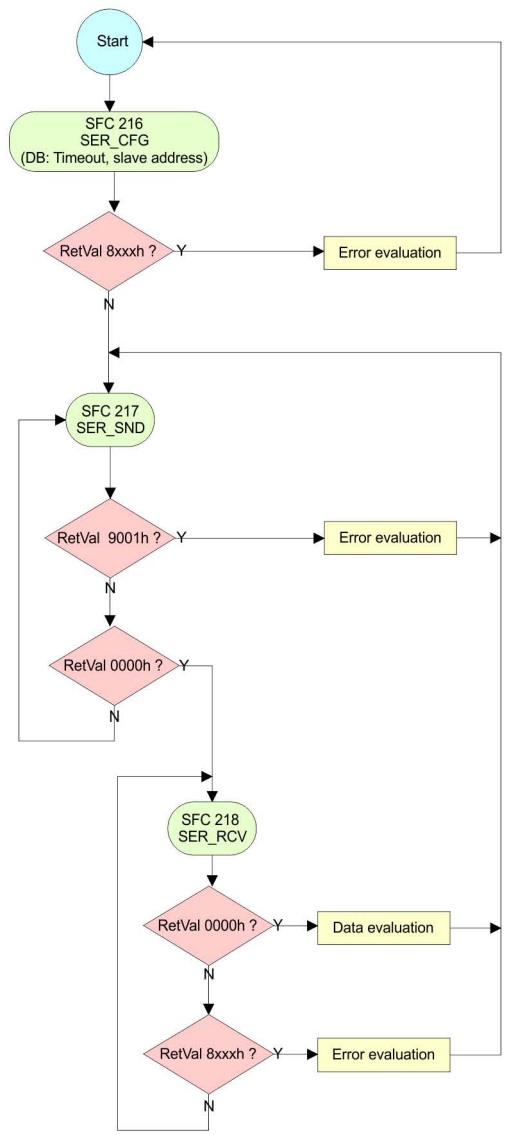 Start
SFC 216
SER_CFG
(DB: Timeout, slave address)
RetVal 8xxxh ?
Y
Error evaluation
N
SFC 217
SER_SND
RetVal 9001h ?
Y
Error evaluation
N
RetVal 0000h ?
Y
N
SFC 218
SER_RCV
RetVal 0000h ?
Y
Data evaluation
N
RetVal 8xxxh ?
Y
Error evaluation
N